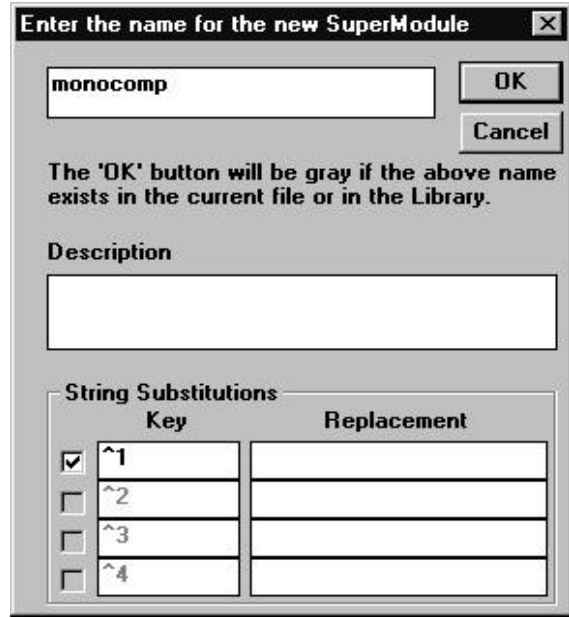 Enter the name for the new SuperModule
monocomp
OK
Cancel
The 'OK' button will be gray if the above name
exists in the current file or in the Library.
Description
String Substitutions
Key Replacement
^1
^2
^3
^4